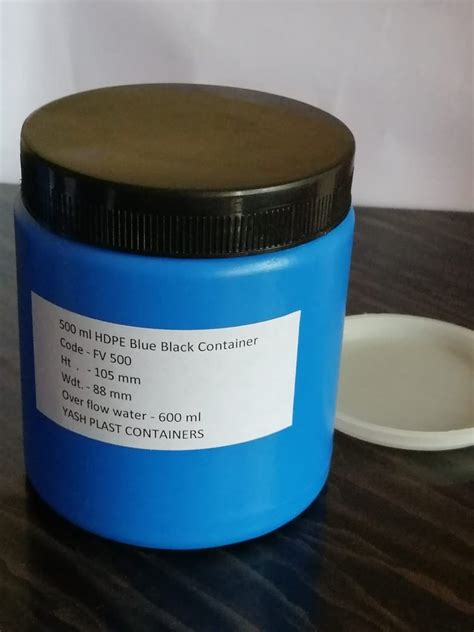 500 ml HDPE Blue Black Container
Code - FV 500
Ht . - 105 mm
Wdt. - 88 mm
Over flow water - 600 ml
YASH PLAST CONTAINERS